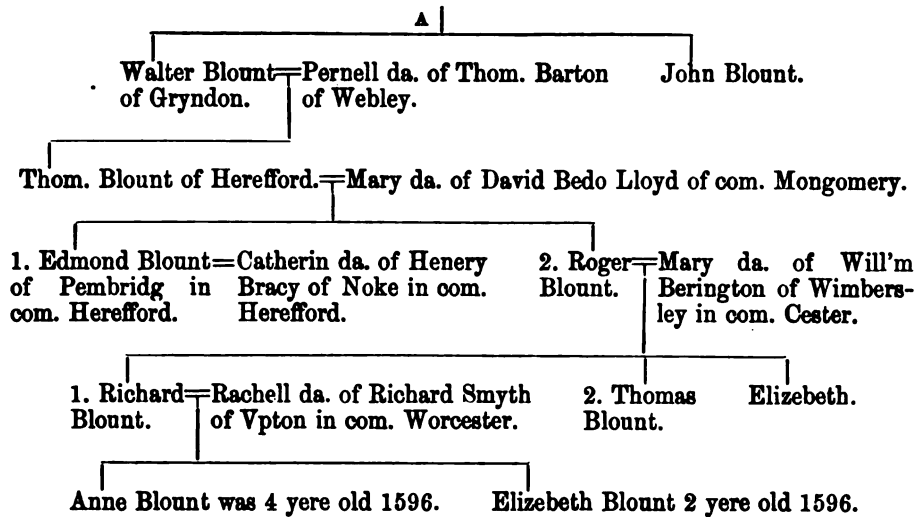 A
Walter Blount=Pernell da. of Thom. Barton
of Gryndon.
of Webley.
John Blount.
Thom. Blount of Herefford.=Mary da. of David Bedo Lloyd of com. Mongomery.
1. Edmond Blount=Catherin da. of Henery
of Pembridg in
Bracy of Noke in com.
com. Herefford.
Herefford.
2. Roger=Mary da. of Will'm
Blount.
Berington of Wimbers-
ley in com. Cester.
1. Richard=Rachell da. of Richard Smyth
Blount.
of Vpton in com. Worcester.
2. Thomas
Blount.
Elizebeth.
Anne Blount was 4 yere old 1596.
Elizebeth Blount 2 yere old 1596.